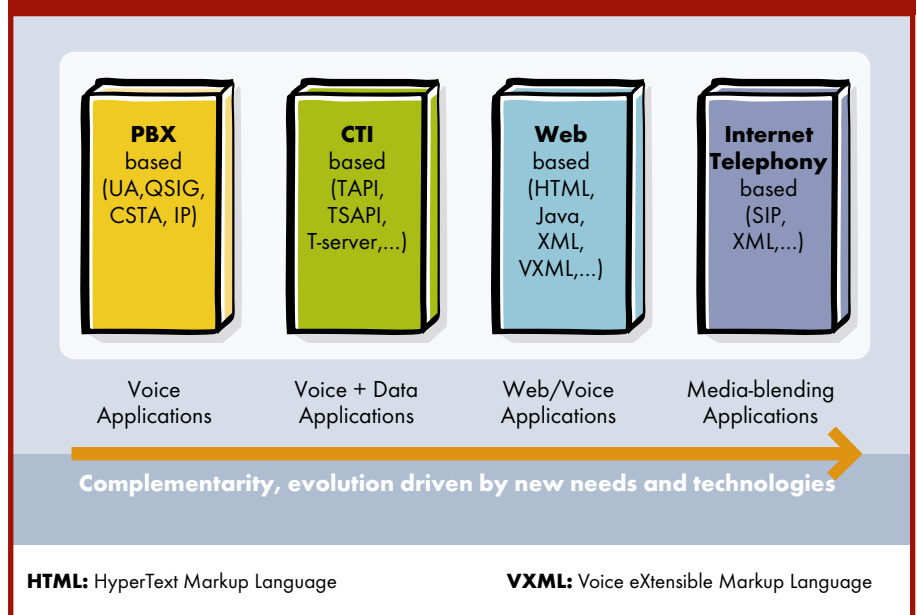 PBX
based
(UA,QSIG,
CSTA, IP)
CTI
based
(TAPI,
TSAPI,
T-server,...)
Web
based
(HTML,
Java,
XML,
VXML,...)
Internet
Telephony
based
(SIP,
XML,...)
Voice
Applications
Voice + Data
Applications
Web/Voice
Applications
Media-blending
Applications
Complementarity, evolution driven by new needs and technologies
HTML: HyperText Markup Language
VXML: Voice eXtensible Markup Language